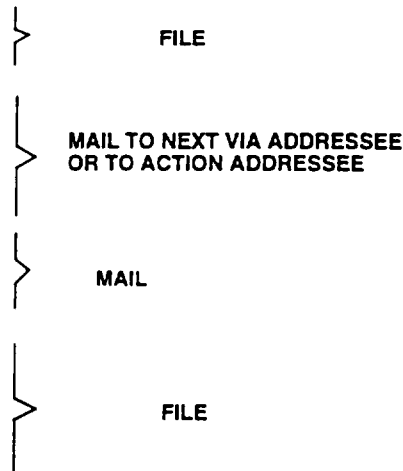 FILE
MAIL TO NEXT VIA ADDRESSEE
OR TO ACTION ADDRESSEE
MAIL
FILE